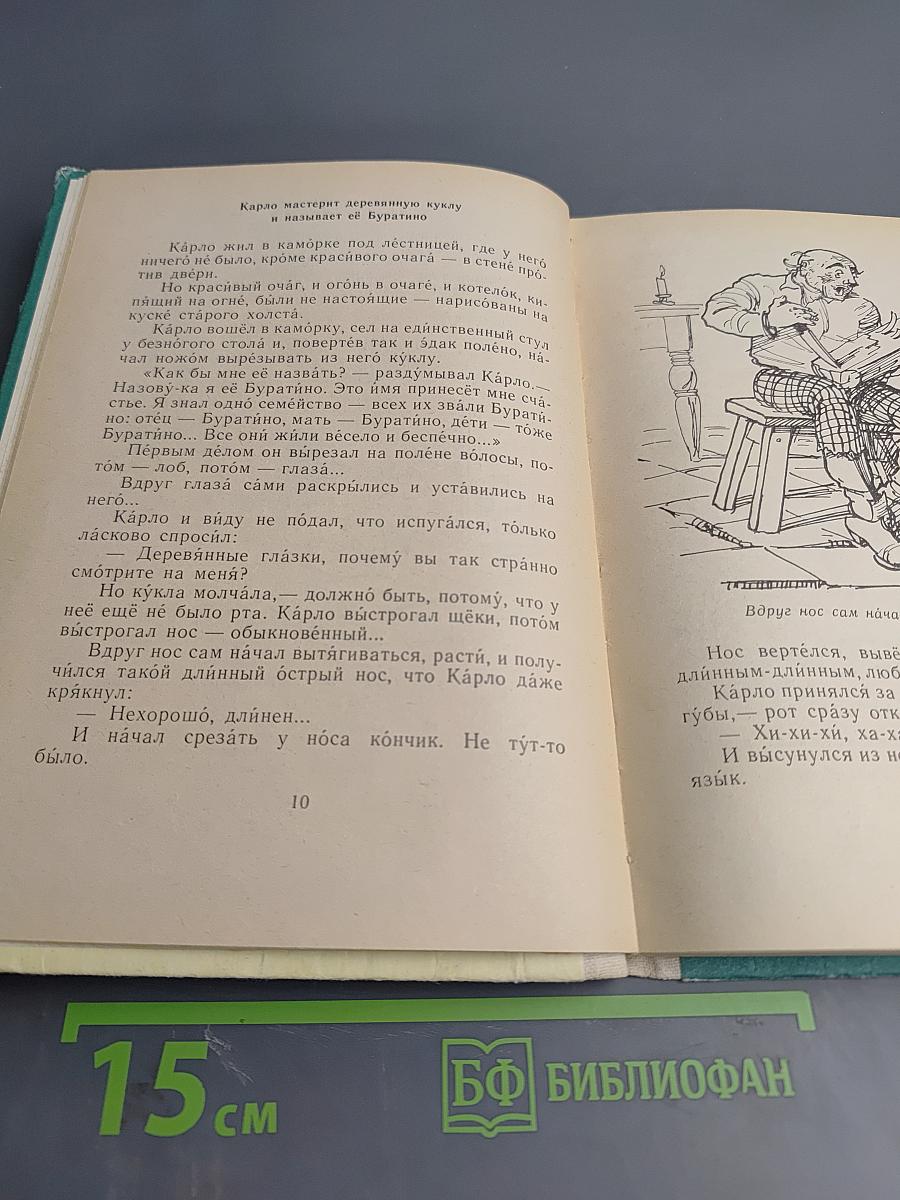 Карло мастерит деревянную куклу
и называет её Буратино
Ка́рло жил в камо́рке под ле́стницей, где у него́
ничего́ не́ было, кро́ме краси́вого очага́ — в стене́ про́-
тив две́ри.
Но краси́вый оча́г, и ого́нь в очаге́, и котело́к, ки-
пя́щий на огне́, бы́ли не настоя́щие — нарисо́ваны на
куске́ ста́рого холста́.
Ка́рло вошёл в камо́рку, сел на еди́нственный стул
у безно́гого стола́ и, поверте́в так и э́дак поле́но, на́-
чал ножо́м выре́зывать из него́ ку́клу.
«Как бы мне её назва́ть? — разду́мывал Ка́рло.—
Назову́-ка я её Бурати́но. Это и́мя принесёт мне сча́-
стье. Я знал одно́ семе́йство — всех их зва́ли Бурати́-
но: оте́ц — Бурати́но, мать — Бурати́но, де́ти — то́же
Бурати́но... Все они́ жи́ли ве́село и беспе́чно...»
Пе́рвым де́лом он вы́резал на поле́не во́лосы, по-
то́м — лоб, пото́м — глаза́...
Вдруг глаза́ са́ми раскры́лись и уста́вились на
него́...
Ка́рло и ви́ду не по́дал, что испуга́лся, то́лько
ла́сково спроси́л:
— Деревя́нные гла́зки, почему́ вы так стра́нно
смо́трите на меня́?
Но ку́кла молча́ла,— должно́ быть, потому́, что у
неё ещё не́ было рта. Ка́рло вы́строгал щёки, пото́м
вы́строгал нос — обыкнове́нный...
Вдруг нос сам на́чал вытя́гиваться, расти́, и полу-
чи́лся тако́й дли́нный о́стрый нос, что Ка́рло да́же
кря́кнул:
— Нехорошо́, дли́нен...
И на́чал среза́ть у но́са ко́нчик. Не ту́т-то
бы́ло.
10
Вдруг нос сам на́ча
Нос верте́лся, вывё
дли́нным-дли́нным, люб
Ка́рло принялся́ за
гу́бы,— рот сра́зу отк
— Хи-хи-хи́, ха-ха
И вы́сунулся из не
язы́к.
15 см
БФ БИБЛИОФАН